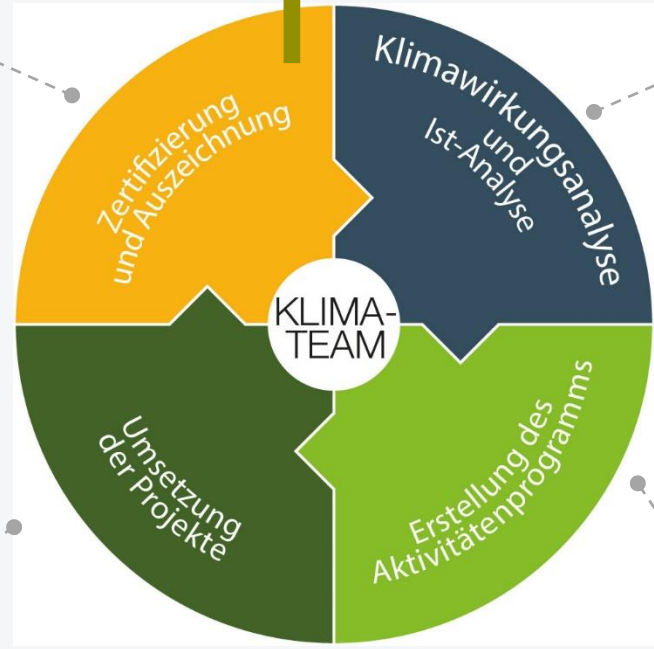 Zertifizierung
und Auszeichnung
Klimawirkungsanalyse
und
Ist-Analyse
KLIMA-
TEAM
Umsetzung
der Projekte
Erstellung des
Aktivitätenprogramms